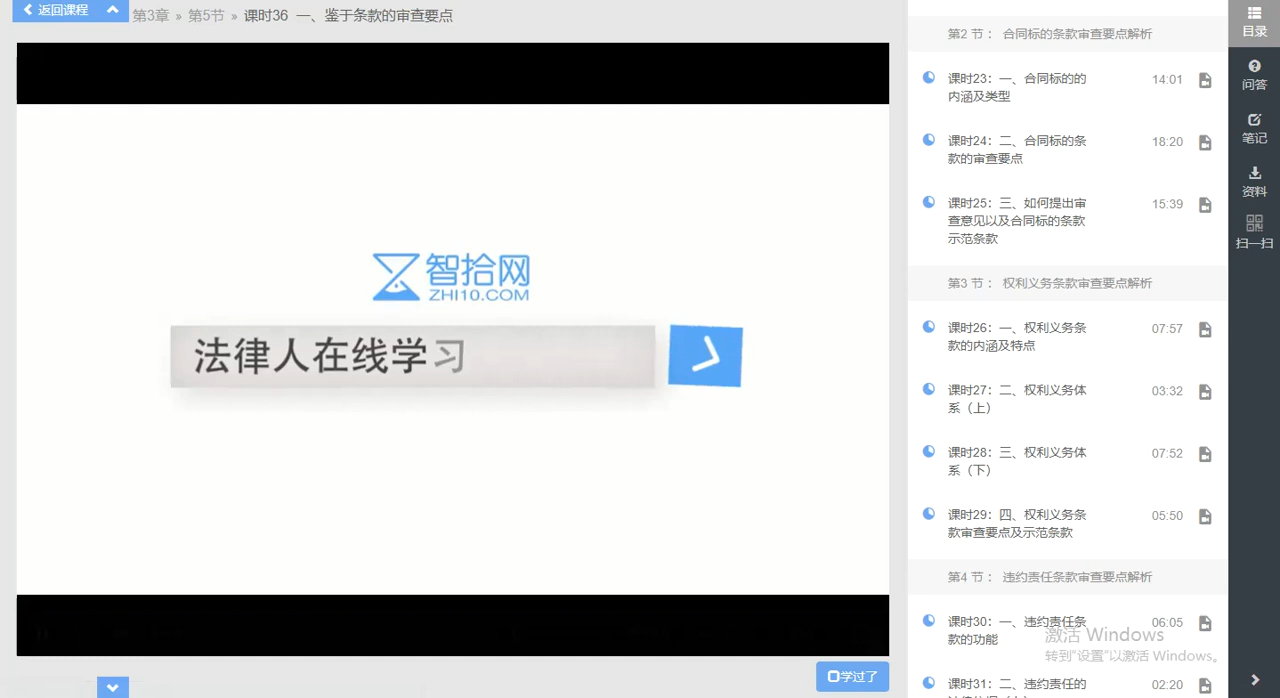 返回课程
第3章 » 第5节 » 课时36 一、鉴于条款的审查要点
智拾网
ZHI10.COM
法律人在线学习
学过了
第2 节： 合同标的条款审查要点解析
课时23：一、合同标的的
内涵及类型
14:01
课时24：二、合同标的条
款的审查要点
18:20
课时25：三、如何提出审
查意见以及合同标的条款
示范条款
15:39
第3 节： 权利义务条款审查要点解析
课时26：一、权利义务条
款的内涵及特点
07:57
课时27：二、权利义务体
系（上）
03:32
课时28：三、权利义务体
系（下）
07:52
课时29：四、权利义务条
款审查要点及示范条款
05:50
第4 节： 违约责任条款审查要点解析
课时30：一、违约责任条
款的功能
06:05
课时31：二、违约责任的
02:20
激活 Windows
转到"设置"以激活 Windows。
目录
问答
笔记
资料
扫一扫